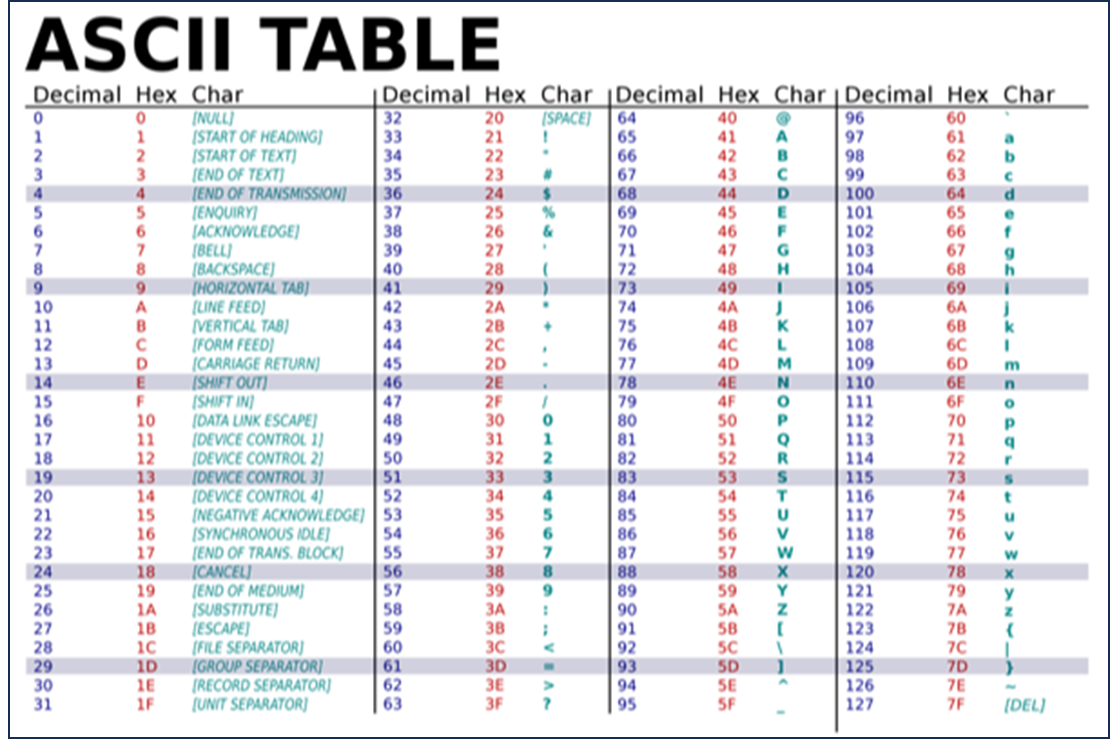 ASCII TABLE
Decimal Hex Char Decimal Hex Char Decimal Hex Char Decimal Hex Char
0 0 [NULL] 32 20 [SPACE] 64 40 @ 96 60 `
1 1 [START OF HEADING] 33 21 ! 65 41 A 97 61 a
2 2 [START OF TEXT] 34 22 " 66 42 B 98 62 b
3 3 [END OF TEXT] 35 23 # 67 43 C 99 63 c
4 4 [END OF TRANSMISSION] 36 24 $ 68 44 D 100 64 d
5 5 [ENQUIRY] 37 25 % 69 45 E 101 65 e
6 6 [ACKNOWLEDGE] 38 26 & 70 46 F 102 66 f
7 7 [BELL] 39 27 ' 71 47 G 103 67 g
8 8 [BACKSPACE] 40 28 ( 72 48 H 104 68 h
9 9 [HORIZONTAL TAB] 41 29 ) 73 49 I 105 69 i
10 A [LINE FEED] 42 2A * 74 4A J 106 6A j
11 B [VERTICAL TAB] 43 2B + 75 4B K 107 6B k
12 C [FORM FEED] 44 2C , 76 4C L 108 6C l
13 D [CARRIAGE RETURN] 45 2D - 77 4D M 109 6D m
14 E [SHIFT OUT] 46 2E . 78 4E N 110 6E n
15 F [SHIFT IN] 47 2F / 79 4F O 111 6F o
16 10 [DATA LINK ESCAPE] 48 30 0 80 50 P 112 70 p
17 11 [DEVICE CONTROL 1] 49 31 1 81 51 Q 113 71 q
18 12 [DEVICE CONTROL 2] 50 32 2 82 52 R 114 72 r
19 13 [DEVICE CONTROL 3] 51 33 3 83 53 S 115 73 s
20 14 [DEVICE CONTROL 4] 52 34 4 84 54 T 116 74 t
21 15 [NEGATIVE ACKNOWLEDGE] 53 35 5 85 55 U 117 75 u
22 16 [SYNCHRONOUS IDLE] 54 36 6 86 56 V 118 76 v
23 17 [END OF TRANS. BLOCK] 55 37 7 87 57 W 119 77 w
24 18 [CANCEL] 56 38 8 88 58 X 120 78 x
25 19 [END OF MEDIUM] 57 39 9 89 59 Y 121 79 y
26 1A [SUBSTITUTE] 58 3A : 90 5A Z 122 7A z
27 1B [ESCAPE] 59 3B ; 91 5B [ 123 7B {
28 1C [FILE SEPARATOR] 60 3C < 92 5C \ 124 7C |
29 1D [GROUP SEPARATOR] 61 3D = 93 5D ] 125 7D }
30 1E [RECORD SEPARATOR] 62 3E > 94 5E ^ 126 7E ~
31 1F [UNIT SEPARATOR] 63 3F ? 95 5F _ 127 7F [DEL]